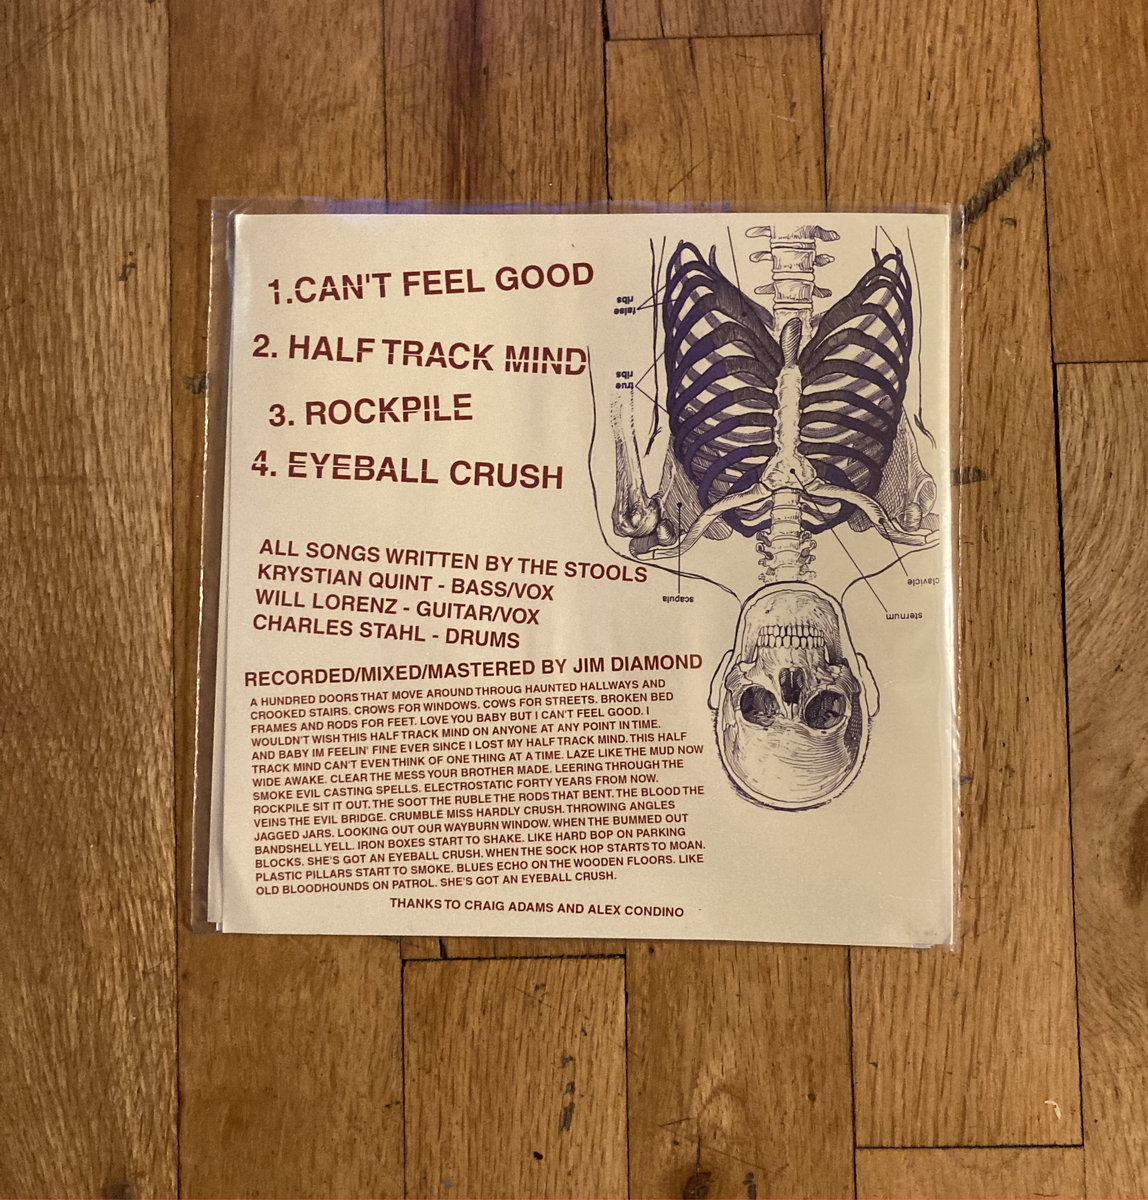 1.CAN'T FEEL GOOD
2. HALF TRACK MIND
3. ROCKPILE
4. EYEBALL CRUSH
ALL SONGS WRITTEN BY THE STOOLS
KRYSTIAN QUINT - BASS/VOX
WILL LORENZ - GUITAR/VOX
CHARLES STAHL - DRUMS
RECORDED/MIXED/MASTERED BY JIM DIAMOND
A HUNDRED DOORS THAT MOVE AROUND THROUG HAUNTED HALLWAYS AND
CROOKED STAIRS. CROWS FOR WINDOWS. COWS FOR STREETS. BROKEN BED
FRAMES AND RODS FOR FEET. LOVE YOU BABY BUT I CAN'T FEEL GOOD. I
WOULDN'T WISH THIS HALF TRACK MIND ON ANYONE AT ANY POINT IN TIME.
AND BABY IM FEELIN' FINE EVER SINCE I LOST MY HALF TRACK MIND. THIS HALF
TRACK MIND CAN'T EVEN THINK OF ONE THING AT A TIME. LAZE LIKE THE MUD NOW
WIDE AWAKE. CLEAR THE MESS YOUR BROTHER MADE. LEERING THROUGH THE
SMOKE EVIL CASTING SPELLS. ELECTROSTATIC FORTY YEARS FROM NOW.
ROCKPILE SIT IT OUT. THE SOOT THE RUBLE THE RODS THAT BENT. THE BLOOD THE
VEINS THE EVIL BRIDGE. CRUMBLE MISS HARDLY CRUSH. THROWING ANGLES
JAGGED JARS. LOOKING OUT OUR WAYBURN WINDOW. WHEN THE BUMMED OUT
BANDSHELL YELL. IRON BOXES START TO SHAKE. LIKE HARD BOP ON PARKING
BLOCKS. SHE'S GOT AN EYEBALL CRUSH. WHEN THE SOCK HOP STARTS TO MOAN.
PLASTIC PILLARS START TO SMOKE. BLUES ECHO ON THE WOODEN FLOORS. LIKE
OLD BLOODHOUNDS ON PATROL. SHE'S GOT AN EYEBALL CRUSH.
THANKS TO CRAIG ADAMS AND ALEX CONDINO
false
ribs
true
ribs
scapula
clavicle
sternum